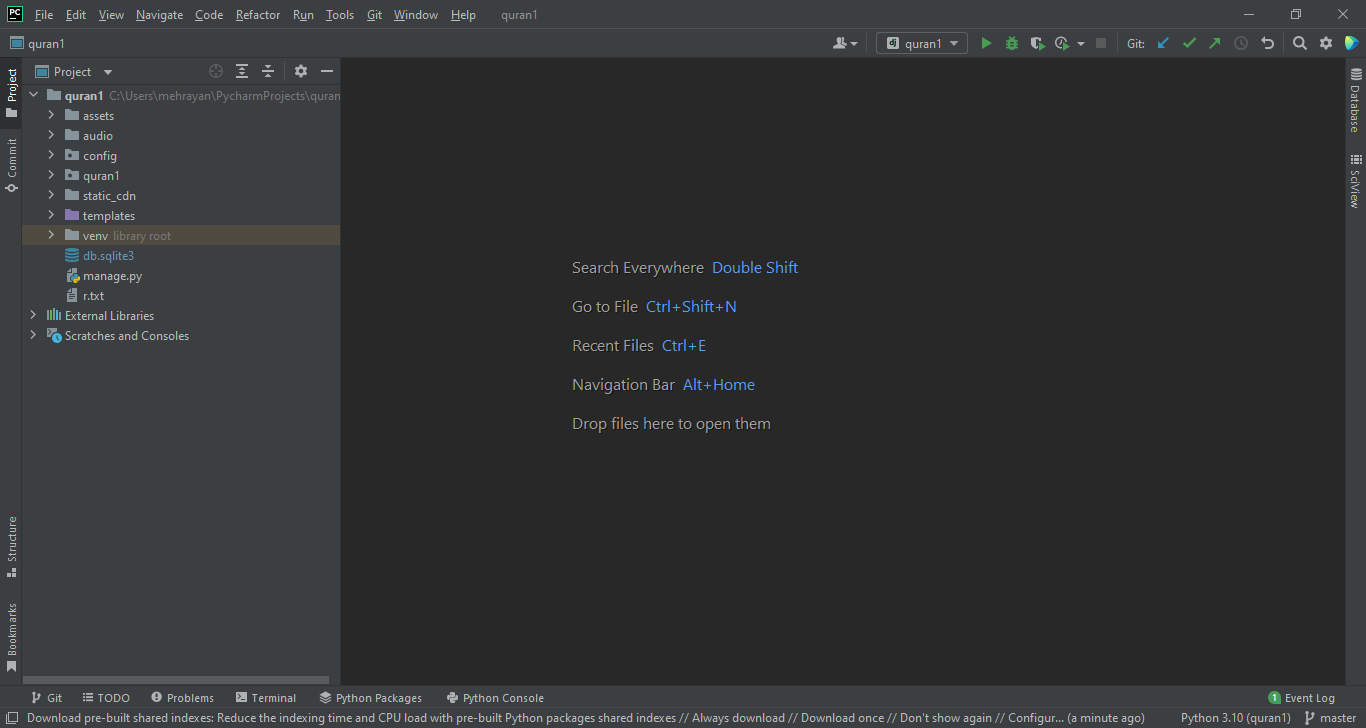 PC File Edit View Navigate Code Refactor Run Tools Git Window Help quran1
quran1 dj quran1 Git:
Project
Project
quran1 C:\Users\mehrayan\PycharmProjects\quran
assets
audio
config
quran1
static_cdn
templates
venv library root
db.sqlite3
manage.py
r.txt
External Libraries
Scratches and Consoles
Commit
Structure
Bookmarks
Search Everywhere Double Shift
Go to File Ctrl+Shift+N
Recent Files Ctrl+E
Navigation Bar Alt+Home
Drop files here to open them
Database
SciView
Git TODO Problems Terminal Python Packages Python Console 1 Event Log
Download pre-built shared indexes: Reduce the indexing time and CPU load with pre-built Python packages shared indexes // Always download // Download once // Don't show again // Configur... (a minute ago) Python 3.10 (quran1) master